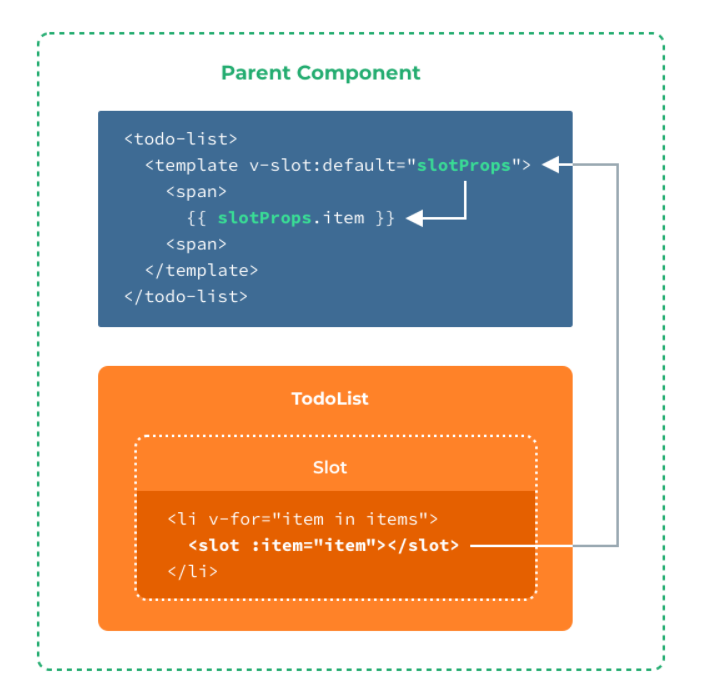 Parent Component
<todo-list>
<template v-slot:default="slotProps">
<span>
{{ slotProps.item }}
<span>
</template>
</todo-list>
TodoList
Slot
<li v-for="item in items">
<slot :item="item"></slot>
</li>